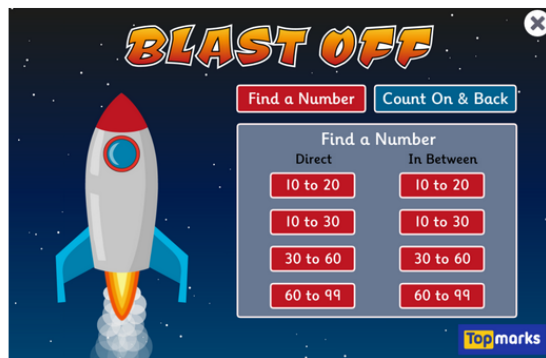 BLAST OFF
Find a Number Count On & Back
Find a Number
Direct In Between
10 to 20 10 to 20
10 to 30 10 to 30
30 to 60 30 to 60
60 to 99 60 to 99
Topmarks